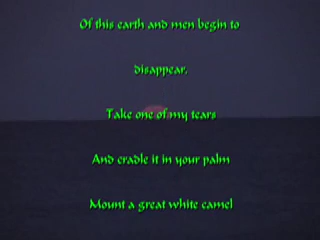 Of this earth and men begin to
disappear.
Take one of my tears
And cradle it in your palm
Mount a great white camel